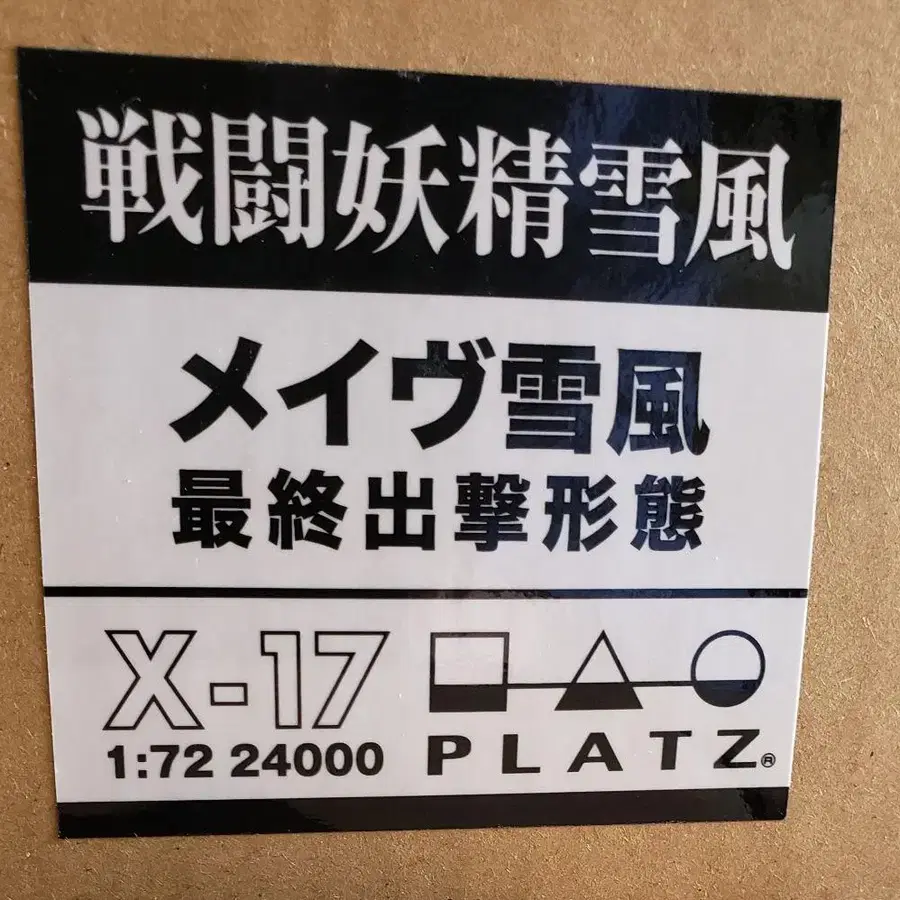 戦闘妖精雪風
メイヴ雪風
最終出撃形態
X-17
1:72 24000
PLATZ®